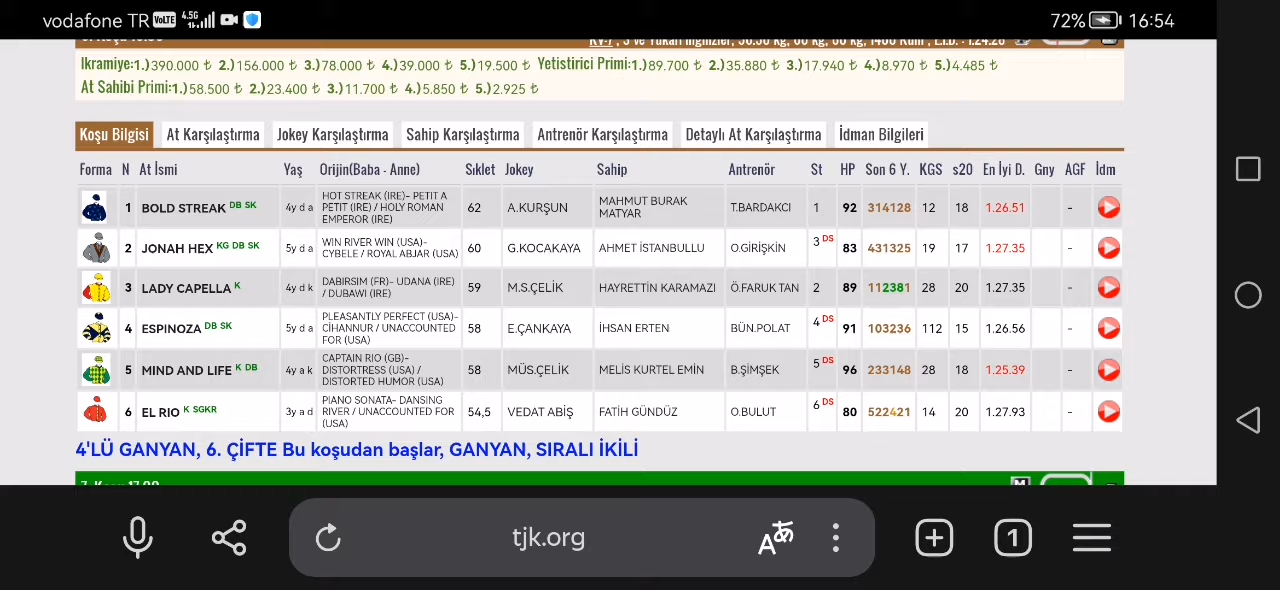 vodafone TR VoLTE 4.5G 72% 16:54
Ikramiye:1.)390.000 ₺ 2.)156.000 ₺ 3.)78.000 ₺ 4.)39.000 ₺ 5.)19.500 ₺ Yetistirici Primi:1.)89.700 ₺ 2.)35.880 ₺ 3.)17.940 ₺ 4.)8.970 ₺ 5.)4.485 ₺
At Sahibi Primi:1.)58.500 ₺ 2.)23.400 ₺ 3.)11.700 ₺ 4.)5.850 ₺ 5.)2.925 ₺
Koşu Bilgisi At Karşılaştırma Jokey Karşılaştırma Sahip Karşılaştırma Antrenör Karşılaştırma Detaylı At Karşılaştırma İdman Bilgileri
Forma N At İsmi Yaş Orijin(Baba - Anne) Sıklet Jokey Sahip Antrenör St HP Son 6 Y. KGS s20 En İyi D. Gny AGF İdm
1 BOLD STREAK DB SK 4y d a HOT STREAK (IRE)- PETIT A PETIT (IRE) / HOLY ROMAN EMPEROR (IRE) 62 A.KURŞUN MAHMUT BURAK MATYAR T.BARDAKCI 1 92 314128 12 18 1.26.51 -
2 JONAH HEX KG DB SK 5y d a WIN RIVER WIN (USA)- CYBELE / ROYAL ABJAR (USA) 60 G.KOCAKAYA AHMET İSTANBULLU O.GİRİŞKİN 3 DS 83 431325 19 17 1.27.35 -
3 LADY CAPELLA K 4y d k DABIRSIM (FR)- UDANA (IRE) / DUBAWI (IRE) 59 M.S.ÇELİK HAYRETTİN KARAMAZI Ö.FARUK TAN 2 89 112381 28 20 1.27.35 -
4 ESPINOZA DB SK 5y d a PLEASANTLY PERFECT (USA)- CİHANNUR / UNACCOUNTED FOR (USA) 58 E.ÇANKAYA İHSAN ERTEN BÜN.POLAT 4 DS 91 103236 112 15 1.26.56 -
5 MIND AND LIFE K DB 4y a k CAPTAIN RIO (GB)- DISTORTRESS (USA) / DISTORTED HUMOR (USA) 58 MÜS.ÇELİK MELİS KURTEL EMİN B.ŞİMŞEK 5 DS 96 233148 28 18 1.25.39 -
6 EL RIO K SGKR 3y a d PIANO SONATA- DANSING RIVER / UNACCOUNTED FOR (USA) 54,5 VEDAT ABİŞ FATİH GÜNDÜZ O.BULUT 6 DS 80 522421 14 20 1.27.93 -
4'LÜ GANYAN, 6. ÇİFTE Bu koşudan başlar, GANYAN, SIRALI İKİLİ
tjk.org Aあ 1